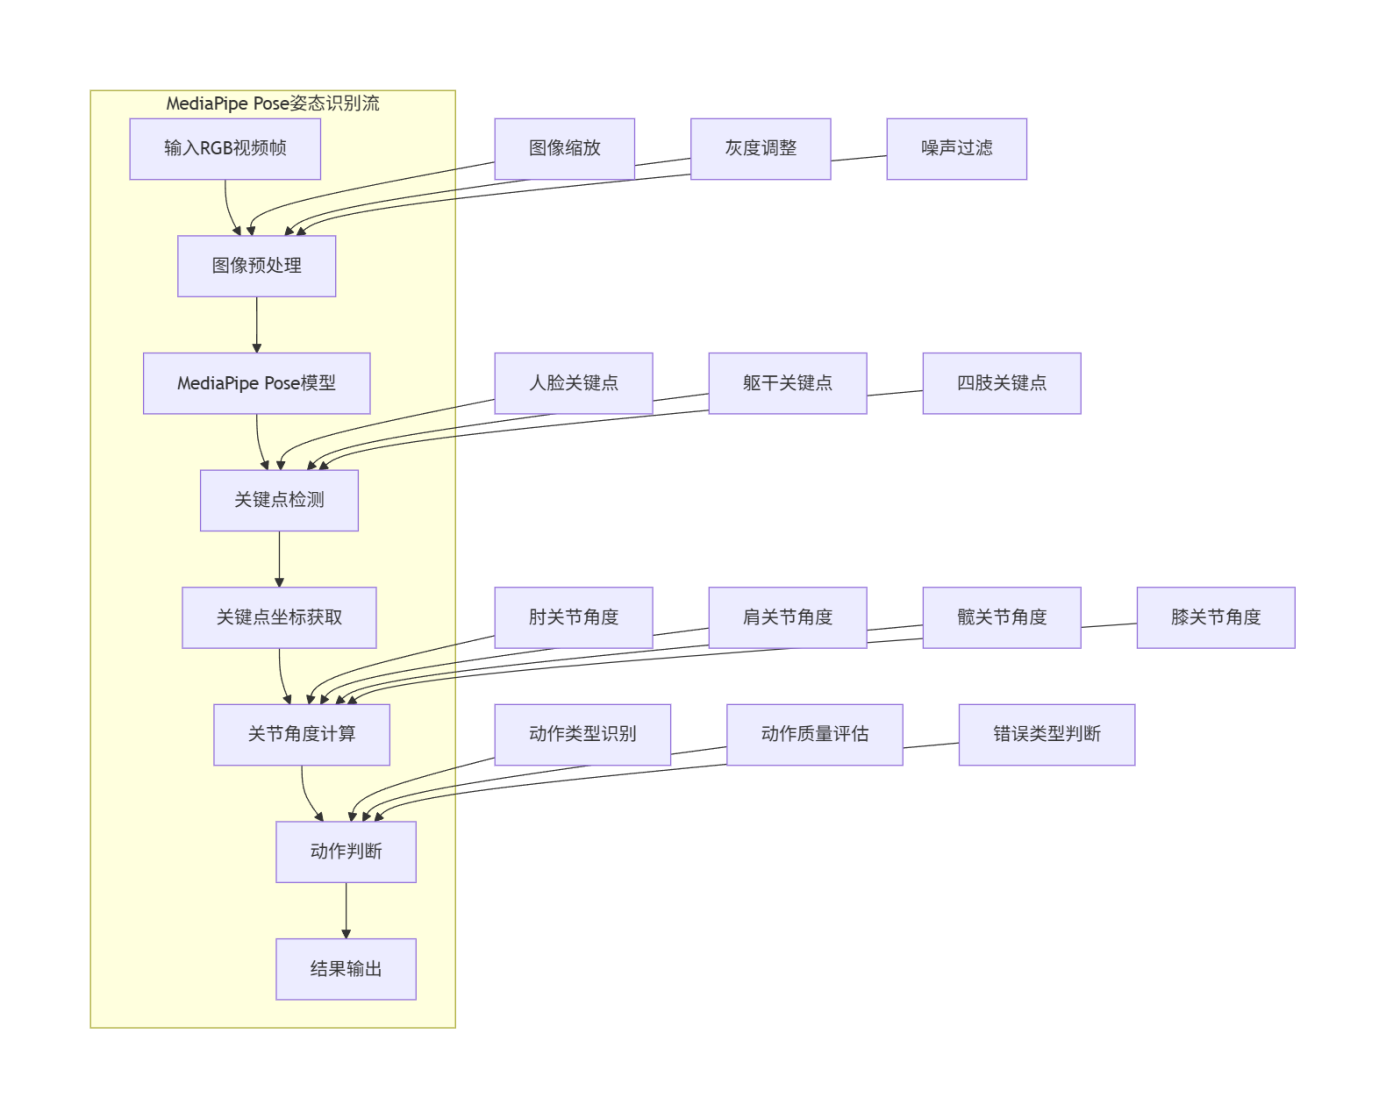 MediaPipe Pose姿态识别流
输入RGB视频帧
图像缩放
灰度调整
噪声过滤
图像预处理
MediaPipe Pose模型
人脸关键点
躯干关键点
四肢关键点
关键点检测
关键点坐标获取
肘关节角度
肩关节角度
髋关节角度
膝关节角度
关节角度计算
动作类型识别
动作质量评估
错误类型判断
动作判断
结果输出